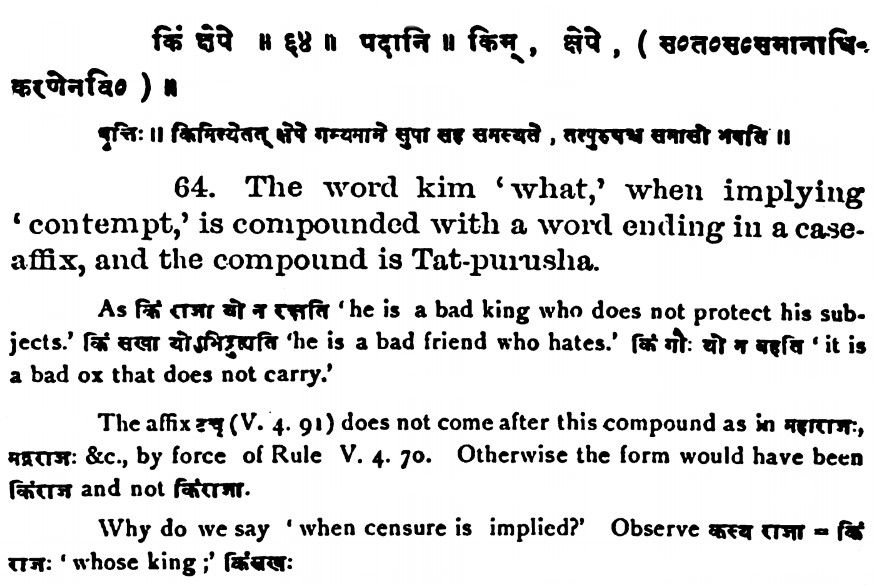 किं क्षेपे ॥ ६४ ॥ पदानि ॥ किम् , क्षेपे , ( स०त०स०समानाधि-
करणेनवि० ) ॥
वृत्तिः ॥ किमित्येतत् क्षेपे गम्यमाने सुपा सह समस्यते , तत्पुरुषश्च समासो भवति ॥
64. The word kim ‘what,’ when implying
‘contempt,’ is compounded with a word ending in a case-
affix, and the compound is Tat-purusha.
As किं राजा यो न रक्षति ‘he is a bad king who does not protect his sub-
jects.’ किं सखा योऽभिद्रुह्यति ‘he is a bad friend who hates.’ किं गौः यो न वहति ‘it is
a bad ox that does not carry.’
The affix टच् (V. 4. 91) does not come after this compound as in महाराजः,
मद्रराजः &c., by force of Rule V. 4. 70. Otherwise the form would have been
किंराज and not किंराजा.
Why do we say ‘when censure is implied?’ Observe कस्य राजा = किं
राजः ‘whose king;’ किंसखः